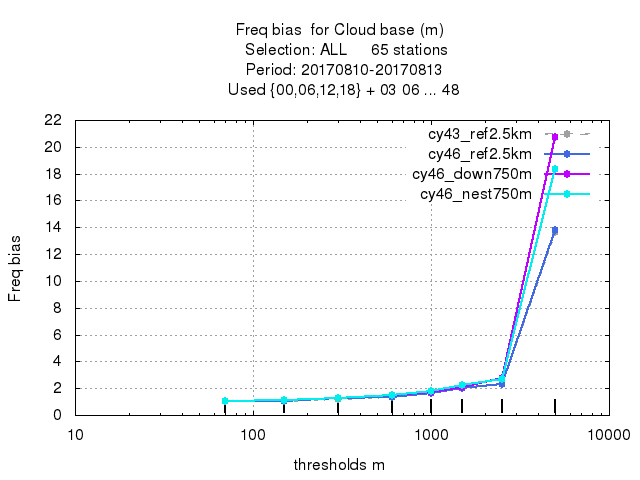 Freq bias  for Cloud base (m)
Selection: ALL     65 stations
Period: 20170810-20170813
Used {00,06,12,18} + 03 06 ... 48
22
20
18
16
14
12
10
8
6
4
2
0
Freq bias
cy43_ref2.5km
cy46_ref2.5km
cy46_down750m
cy46_nest750m
10
100
1000
10000
thresholds m